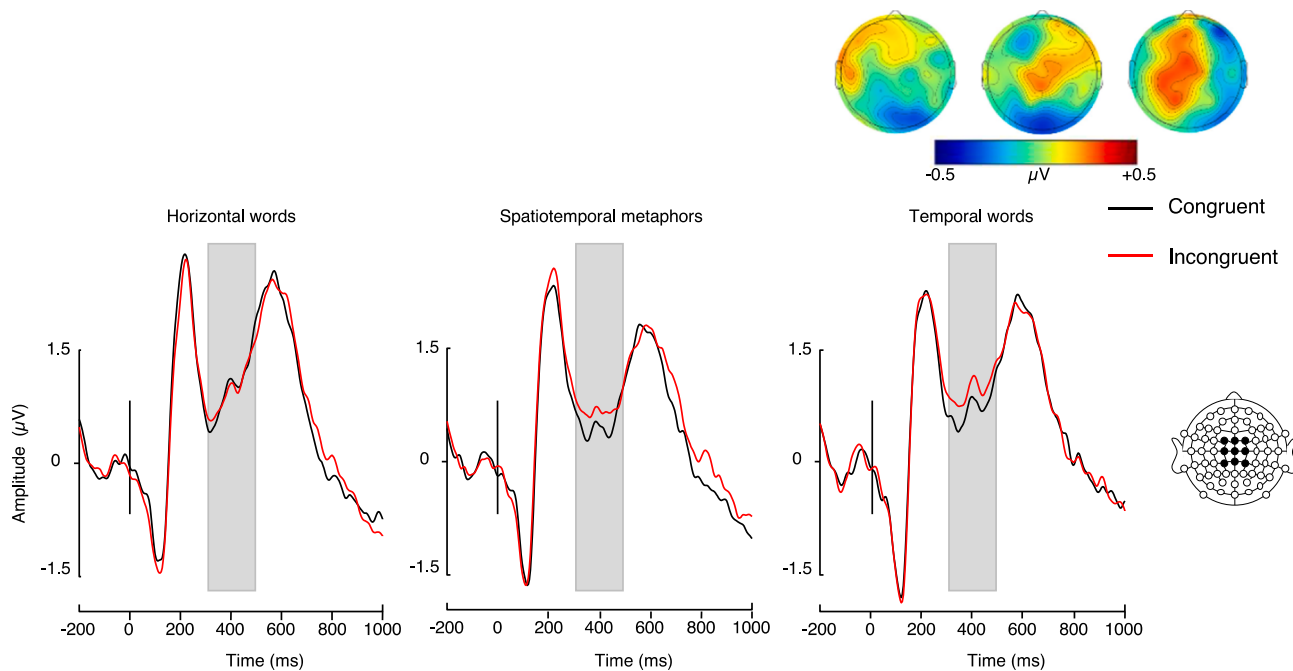 -0.5 µV +0.5
Horizontal words
Spatiotemporal metaphors
Temporal words
Congruent
Incongruent
Amplitude (µV)
1.5
0
-1.5
1.5
0
-1.5
1.5
0
-1.5
-200 0 200 400 600 800 1000
-200 0 200 400 600 800 1000
-200 0 200 400 600 800 1000
Time (ms)
Time (ms)
Time (ms)